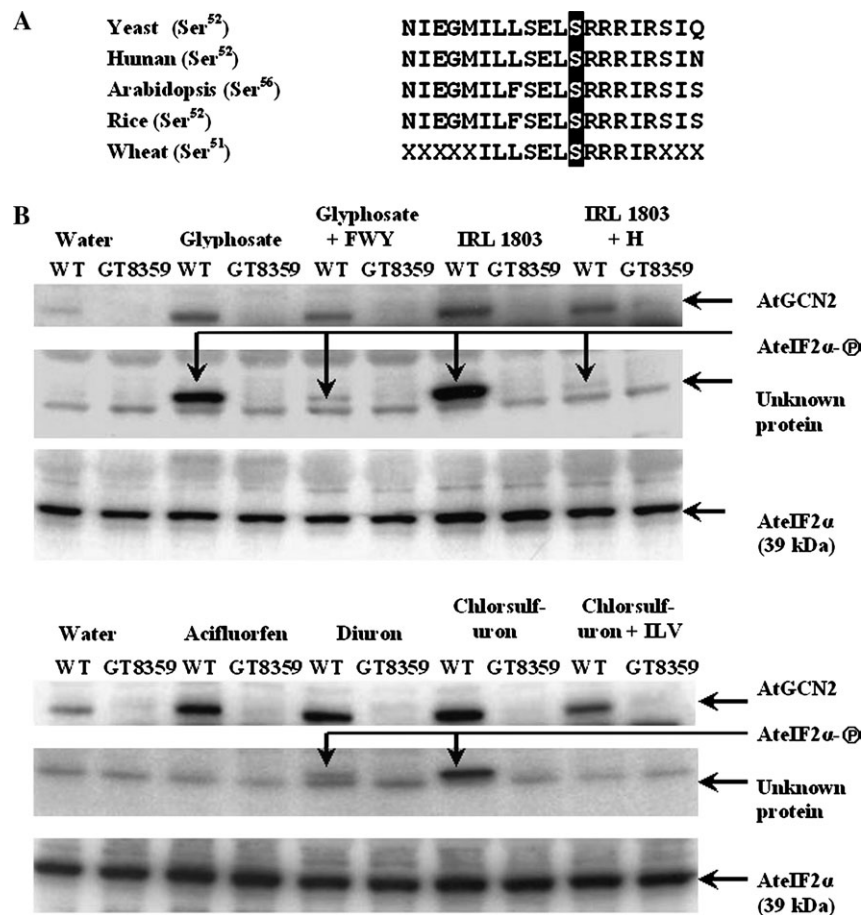 A
Yeast (Ser52) NIEGMILLSELSRRRIRSIQ
Human (Ser52) NIEGMILLSELSRRRIRSIN
Arabidopsis (Ser56) NIEGMILFSELSRRRIRSIS
Rice (Ser52) NIEGMILFSELSRRRIRSIS
Wheat (Ser51) XXXXXILLSELSRRRIRXXX
B
Water Glyphosate Glyphosate + FWY IRL 1803 IRL 1803 + H
WT GT8359 WT GT8359 WT GT8359 WT GT8359 WT GT8359
AtGCN2
AteIF2α-Ⓟ
Unknown protein
AteIF2α (39 kDa)
Water Acifluorfen Diuron Chlorsulf-uron Chlorsulf-uron + ILV
WT GT8359 WT GT8359 WT GT8359 WT GT8359 WT GT8359
AtGCN2
AteIF2α-Ⓟ
Unknown protein
AteIF2α (39 kDa)